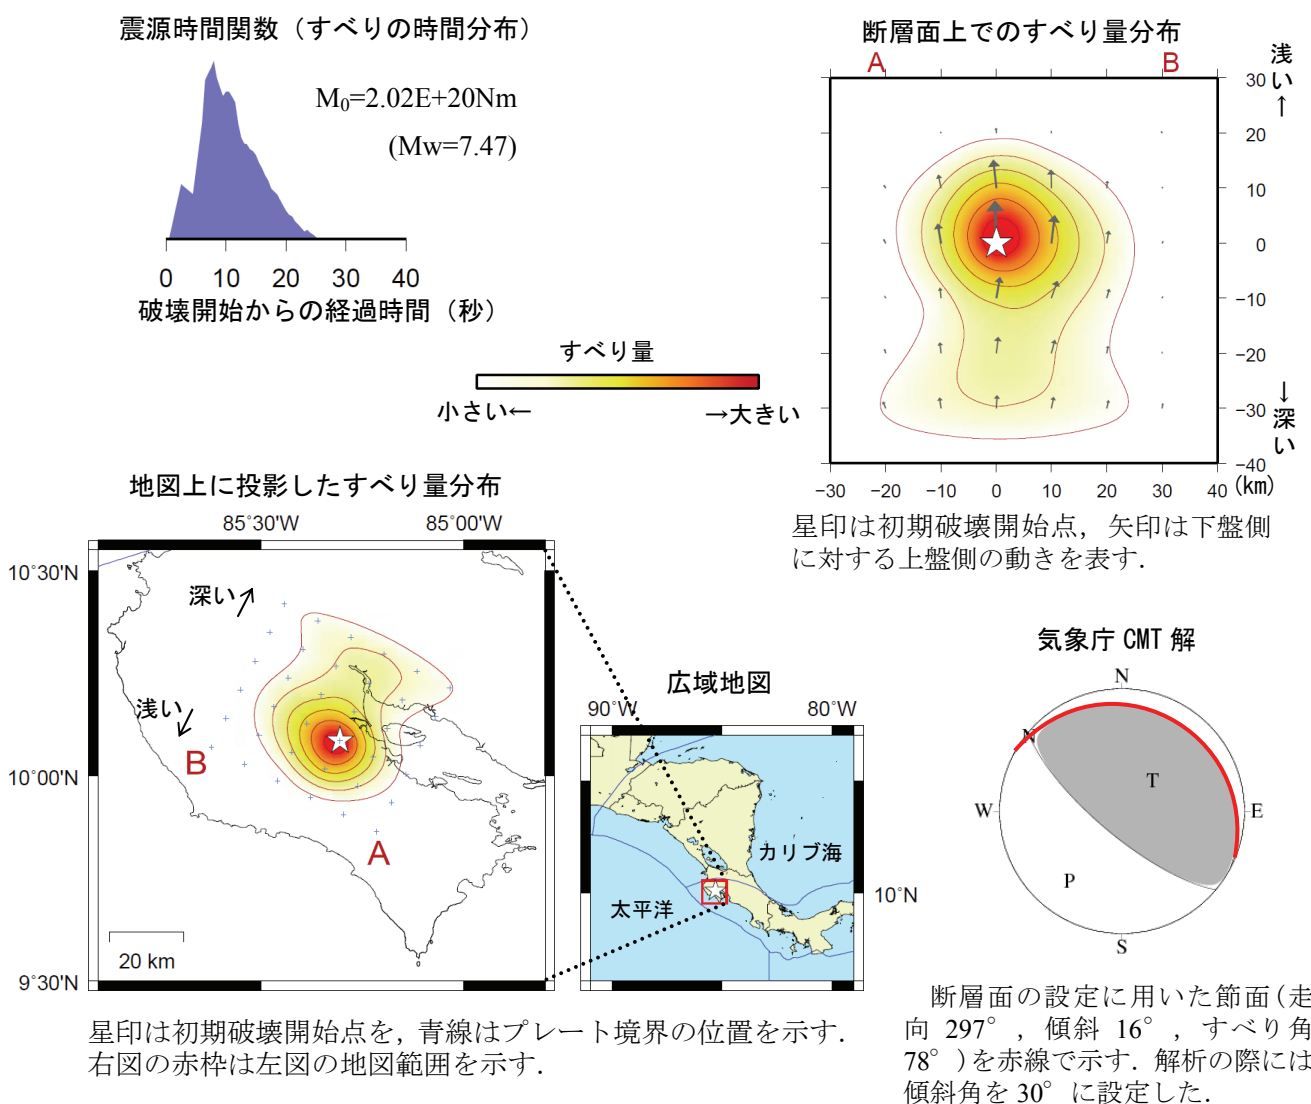 震源時間関数（すべりの時間分布）
M₀=2.02E+20Nm
(Mw=7.47)
0 10 20 30 40
破壊開始からの経過時間（秒）
断層面上でのすべり量分布
A B
浅い↑
30
20
10
0
−10
−20
−30
−40
↓深い
−30 −20 −10 0 10 20 30 40 (km)
星印は初期破壊開始点，矢印は下盤側
に対する上盤側の動きを表す．
すべり量
小さい← →大きい
地図上に投影したすべり量分布
85˚30'W 85˚00'W
10˚30'N
10˚00'N
9˚30'N
深い
浅い
B
A
20 km
広域地図
90˚W 80˚W
カリブ海
太平洋
10˚N
星印は初期破壊開始点を，青線はプレート境界の位置を示す．
右図の赤枠は左図の地図範囲を示す．
気象庁 CMT 解
N
N
T
W E
P
S
断層面の設定に用いた節面（走
向 297°，傾斜 16°，すべり角
78°）を赤線で示す．解析の際には
傾斜角を 30°に設定した．